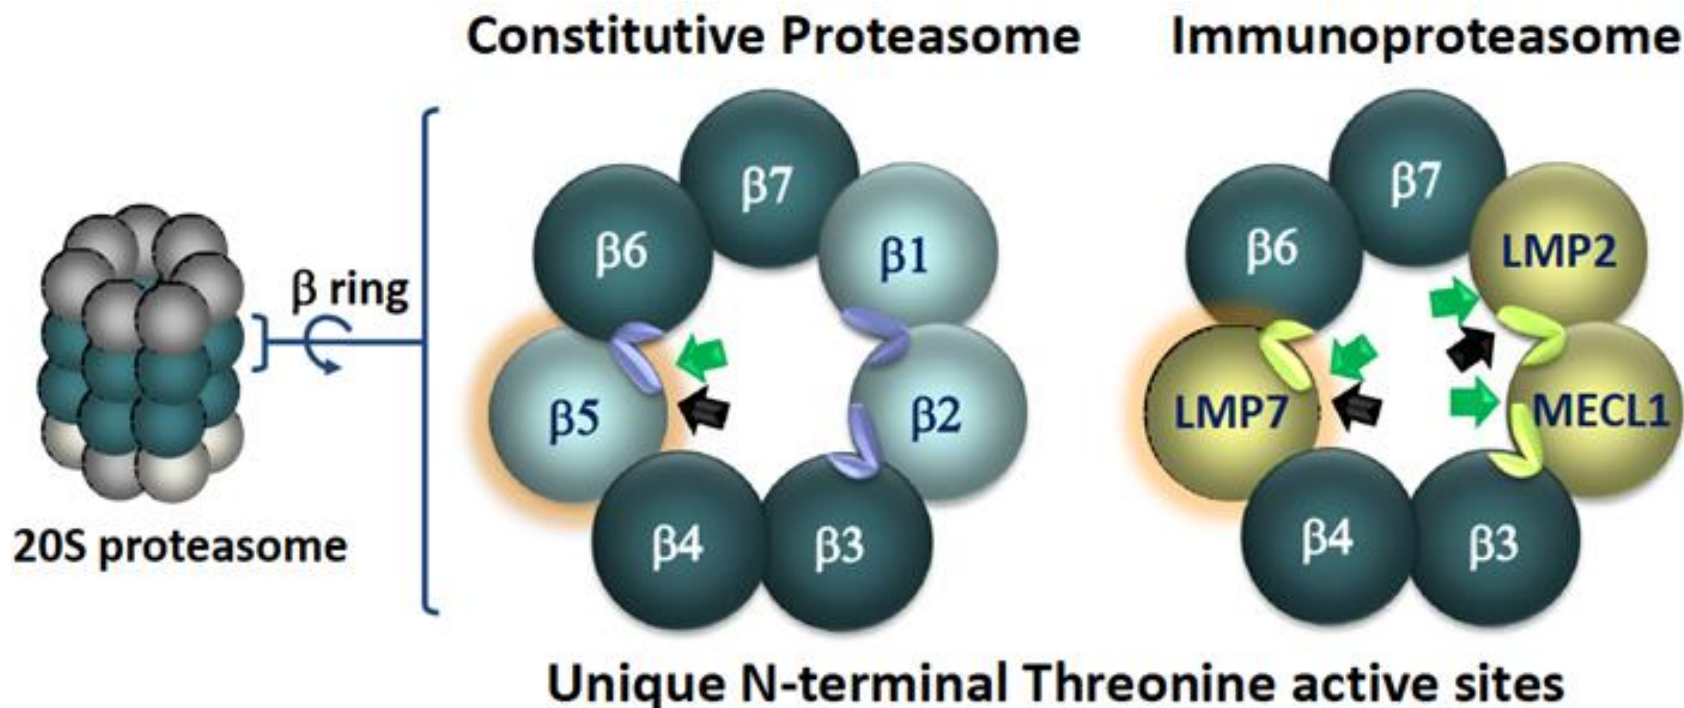 Constitutive Proteasome
Immunoproteasome
β7
β6
β1
β5
β2
β4
β3
β7
β6
LMP2
LMP7
MECL1
β4
β3
β ring
20S proteasome
Unique N-terminal Threonine active sites